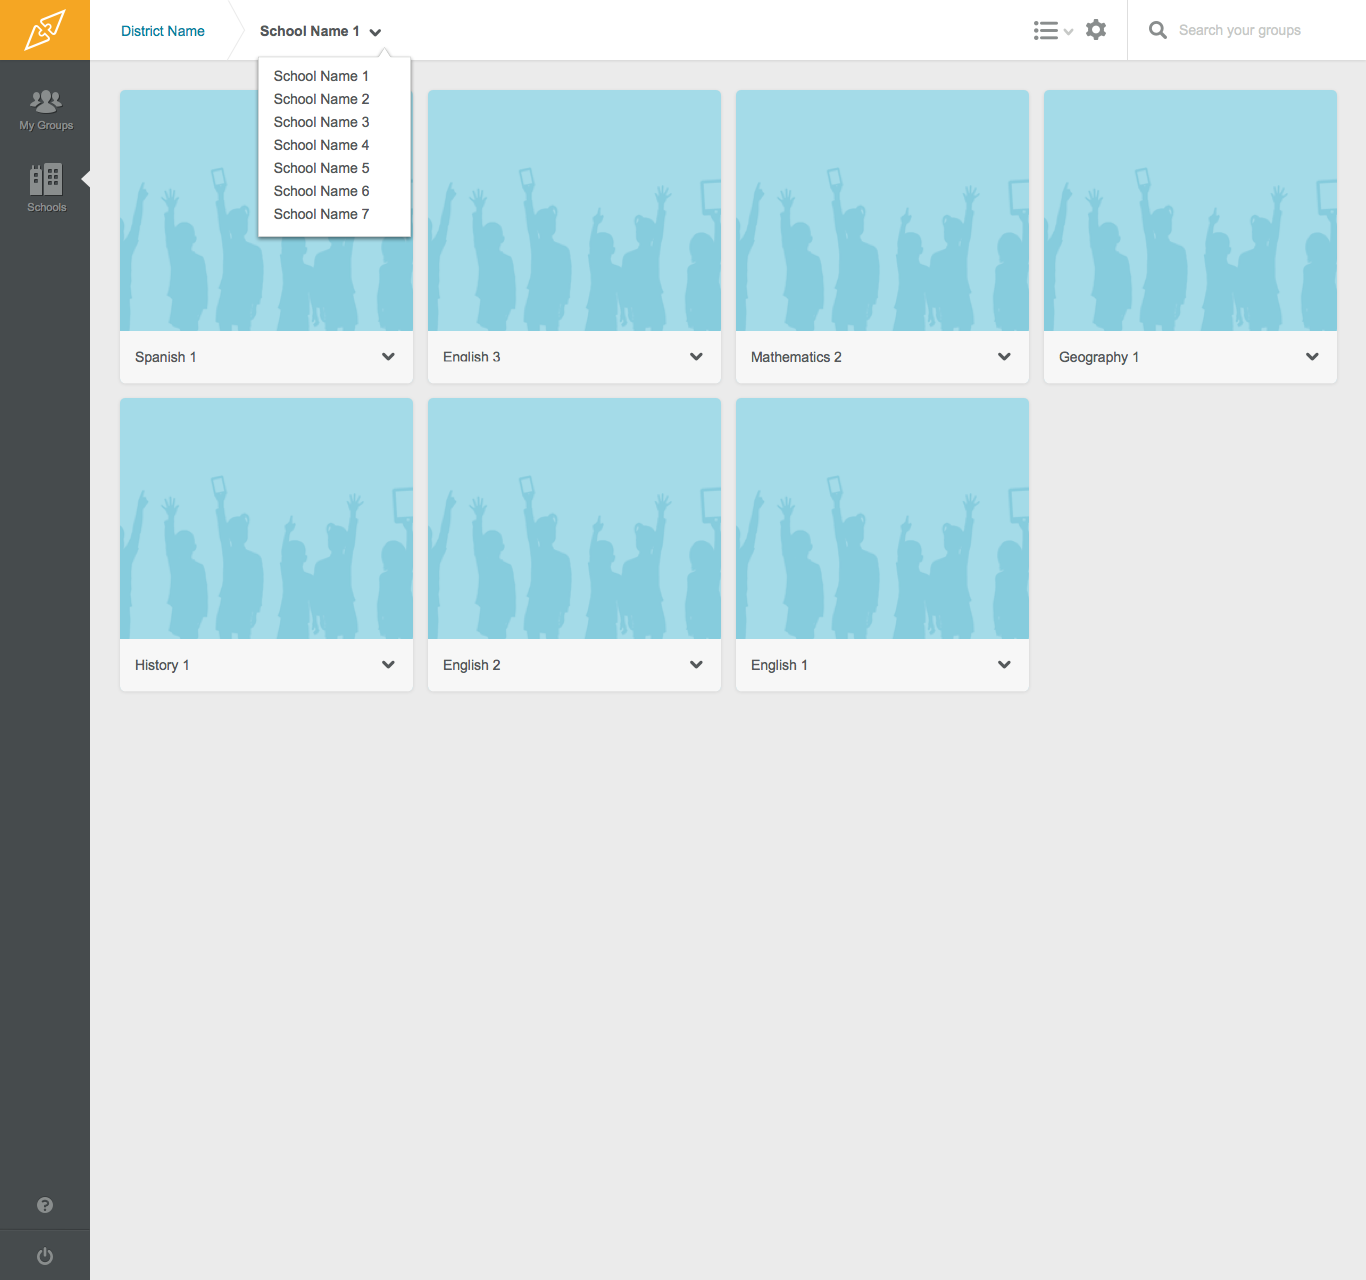 District Name
School Name 1
Search your groups
School Name 1
School Name 2
School Name 3
School Name 4
School Name 5
School Name 6
School Name 7
My Groups
Schools
Spanish 1
English 3
Mathematics 2
Geography 1
History 1
English 2
English 1
?